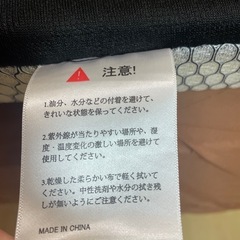 注意!
1.油分、水分などの付着を避けて、
きれいな状態を保ってください。
2.紫外線が当たりやすい場所や、湿
度・温度変化の激しい場所は避けて
使用してください。
3.乾燥した柔らかい布で軽く拭いて
ください。中性洗剤や水分の拭き残
しが無いようにご注意ください。
MADE IN CHINA